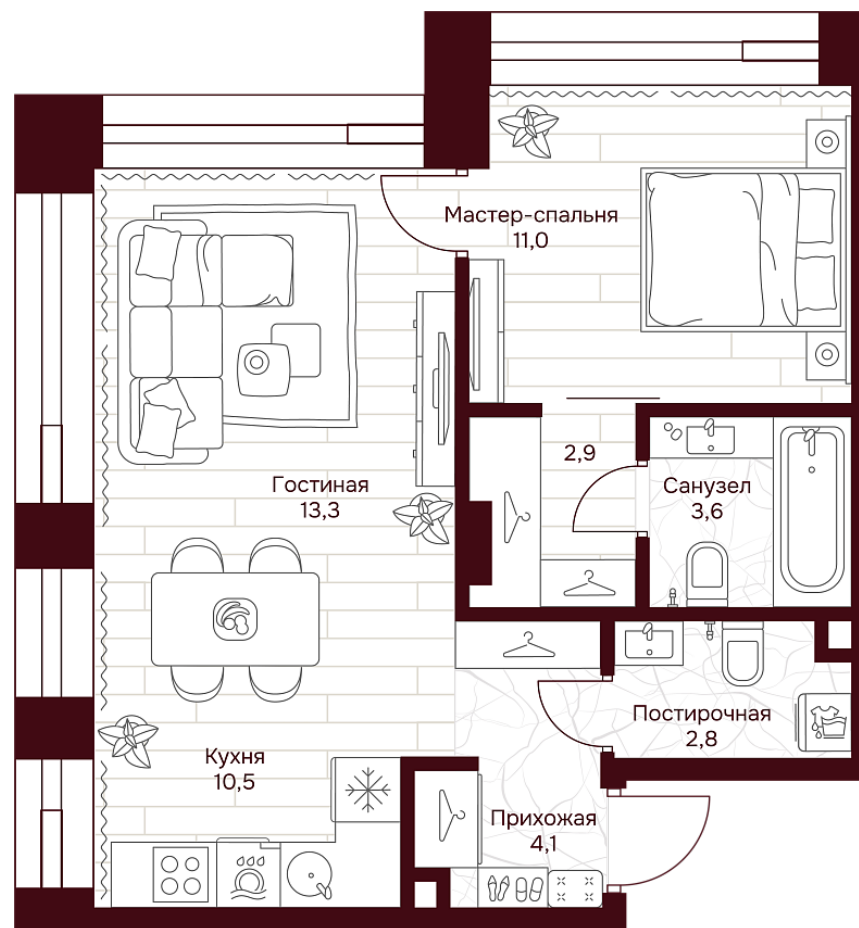 Мастер-спальня
11,0
2,9
Гостиная
13,3
Санузел
3,6
Постирочная
2,8
Кухня
10,5
Прихожая
4,1